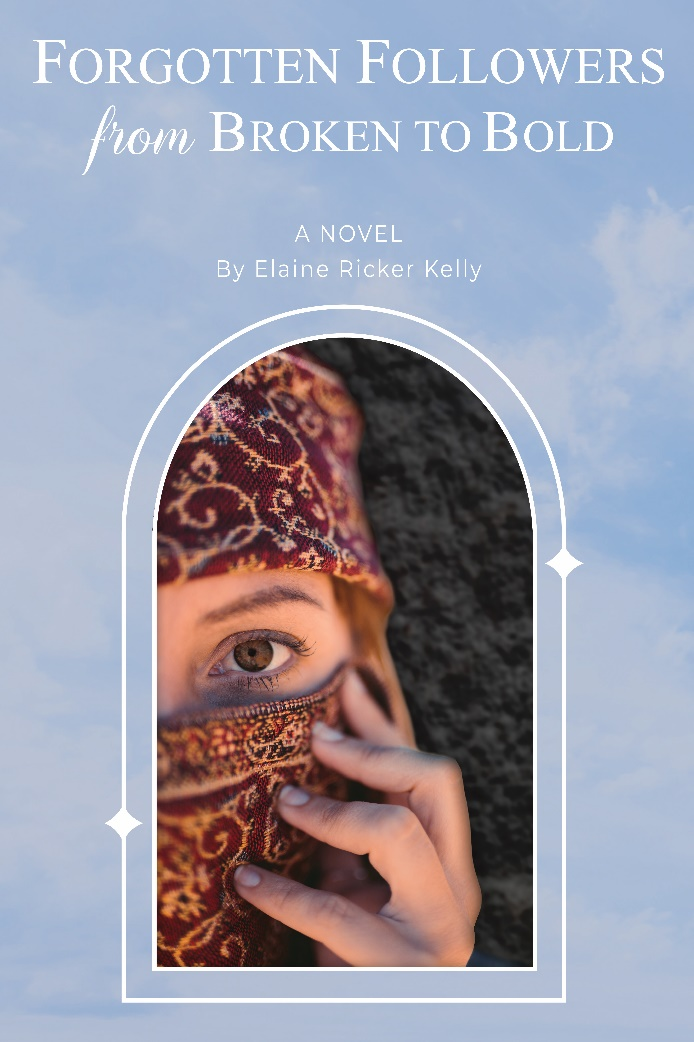 FORGOTTEN FOLLOWERS
from BROKEN TO BOLD
A NOVEL
By Elaine Ricker Kelly